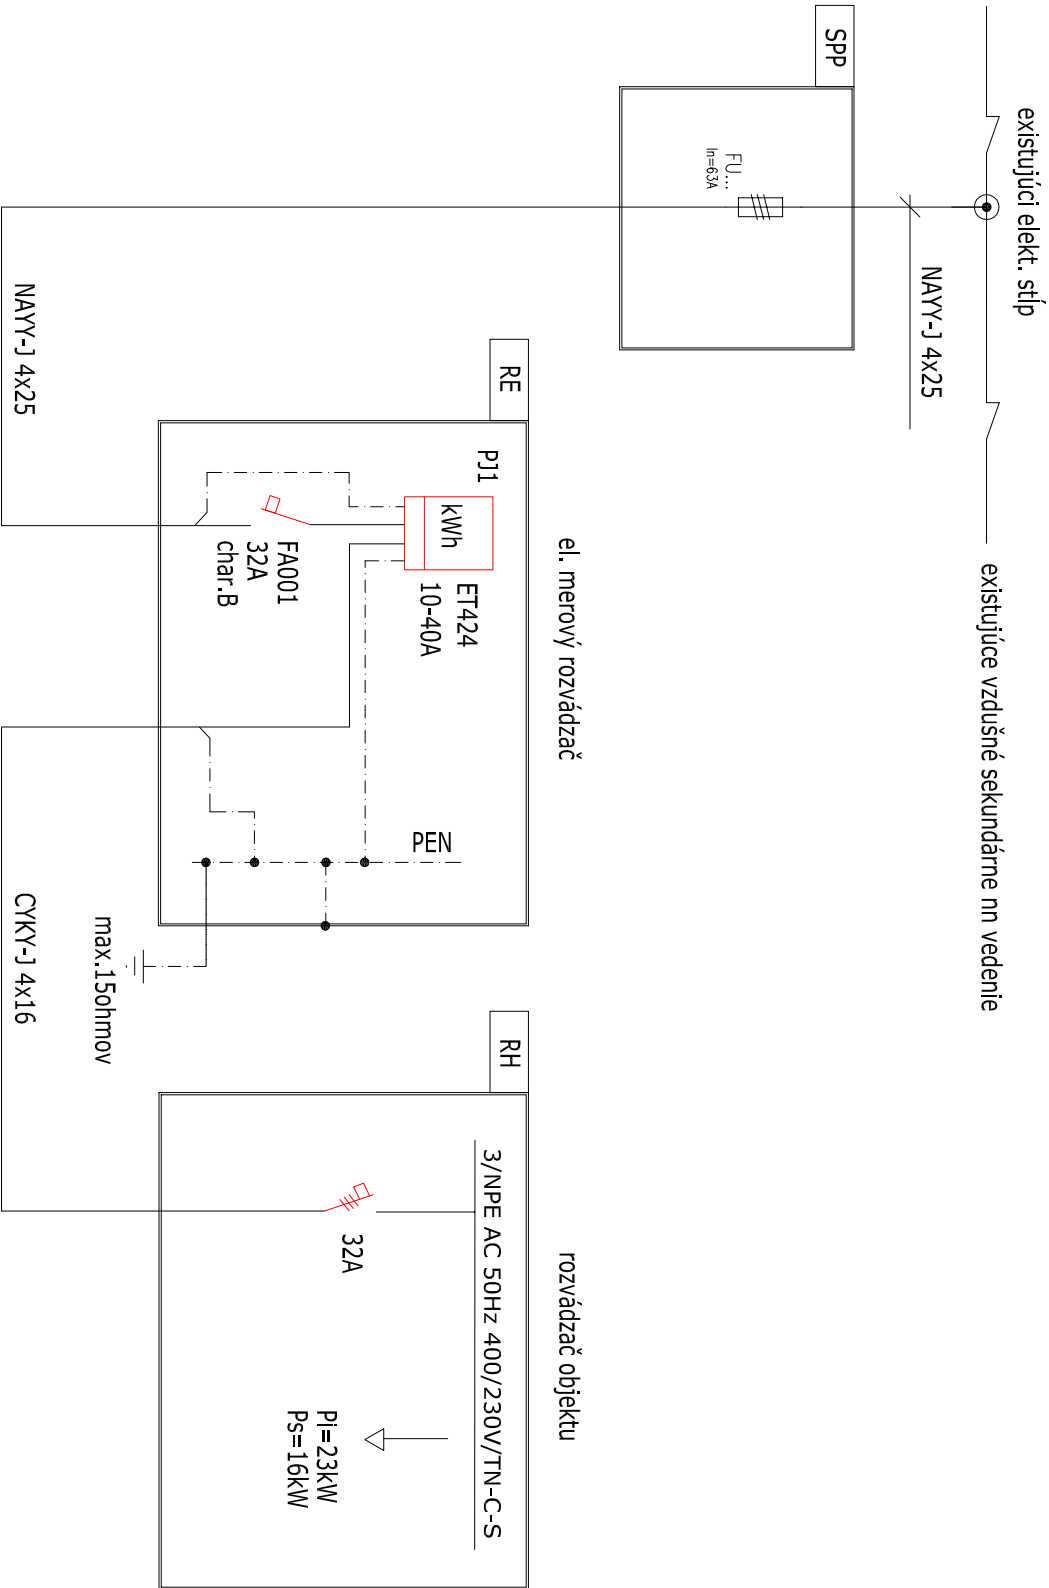 existujúci elekt. stĺp
existujúce vzdušné sekundárne nn vedenie
NAYY-J 4x25
SPP
FU...
In=63A
el. merový rozvádzač
RE
PJ1
kWh
ET424
10-40A
FA001
32A
char.B
PEN
NAYY-J 4x25
max.15ohmov
CYKY-J 4x16
rozvádzač objektu
RH
3/NPE AC 50Hz 400/230V/TN-C-S
32A
Pi=23kW
Ps=16kW